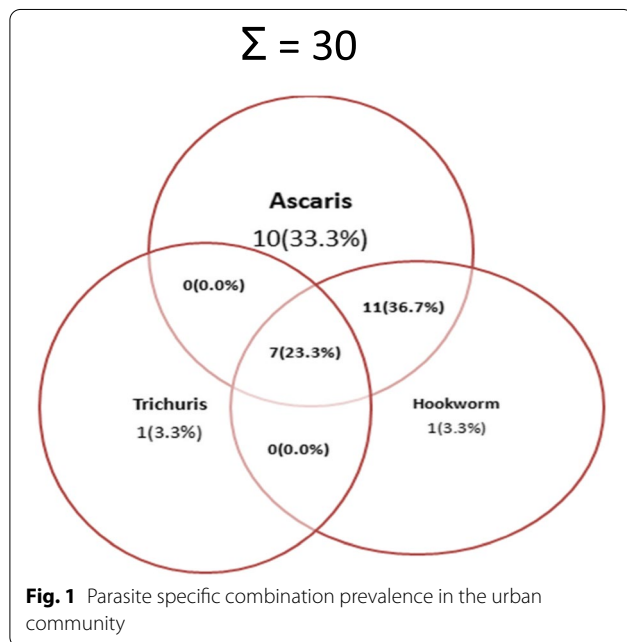 Σ = 30
Ascaris
10(33.3%)
0(0.0%)
11(36.7%)
7(23.3%)
Trichuris
1(3.3%)
Hookworm
1(3.3%)
0(0.0%)
Fig. 1 Parasite specific combination prevalence in the urban
community